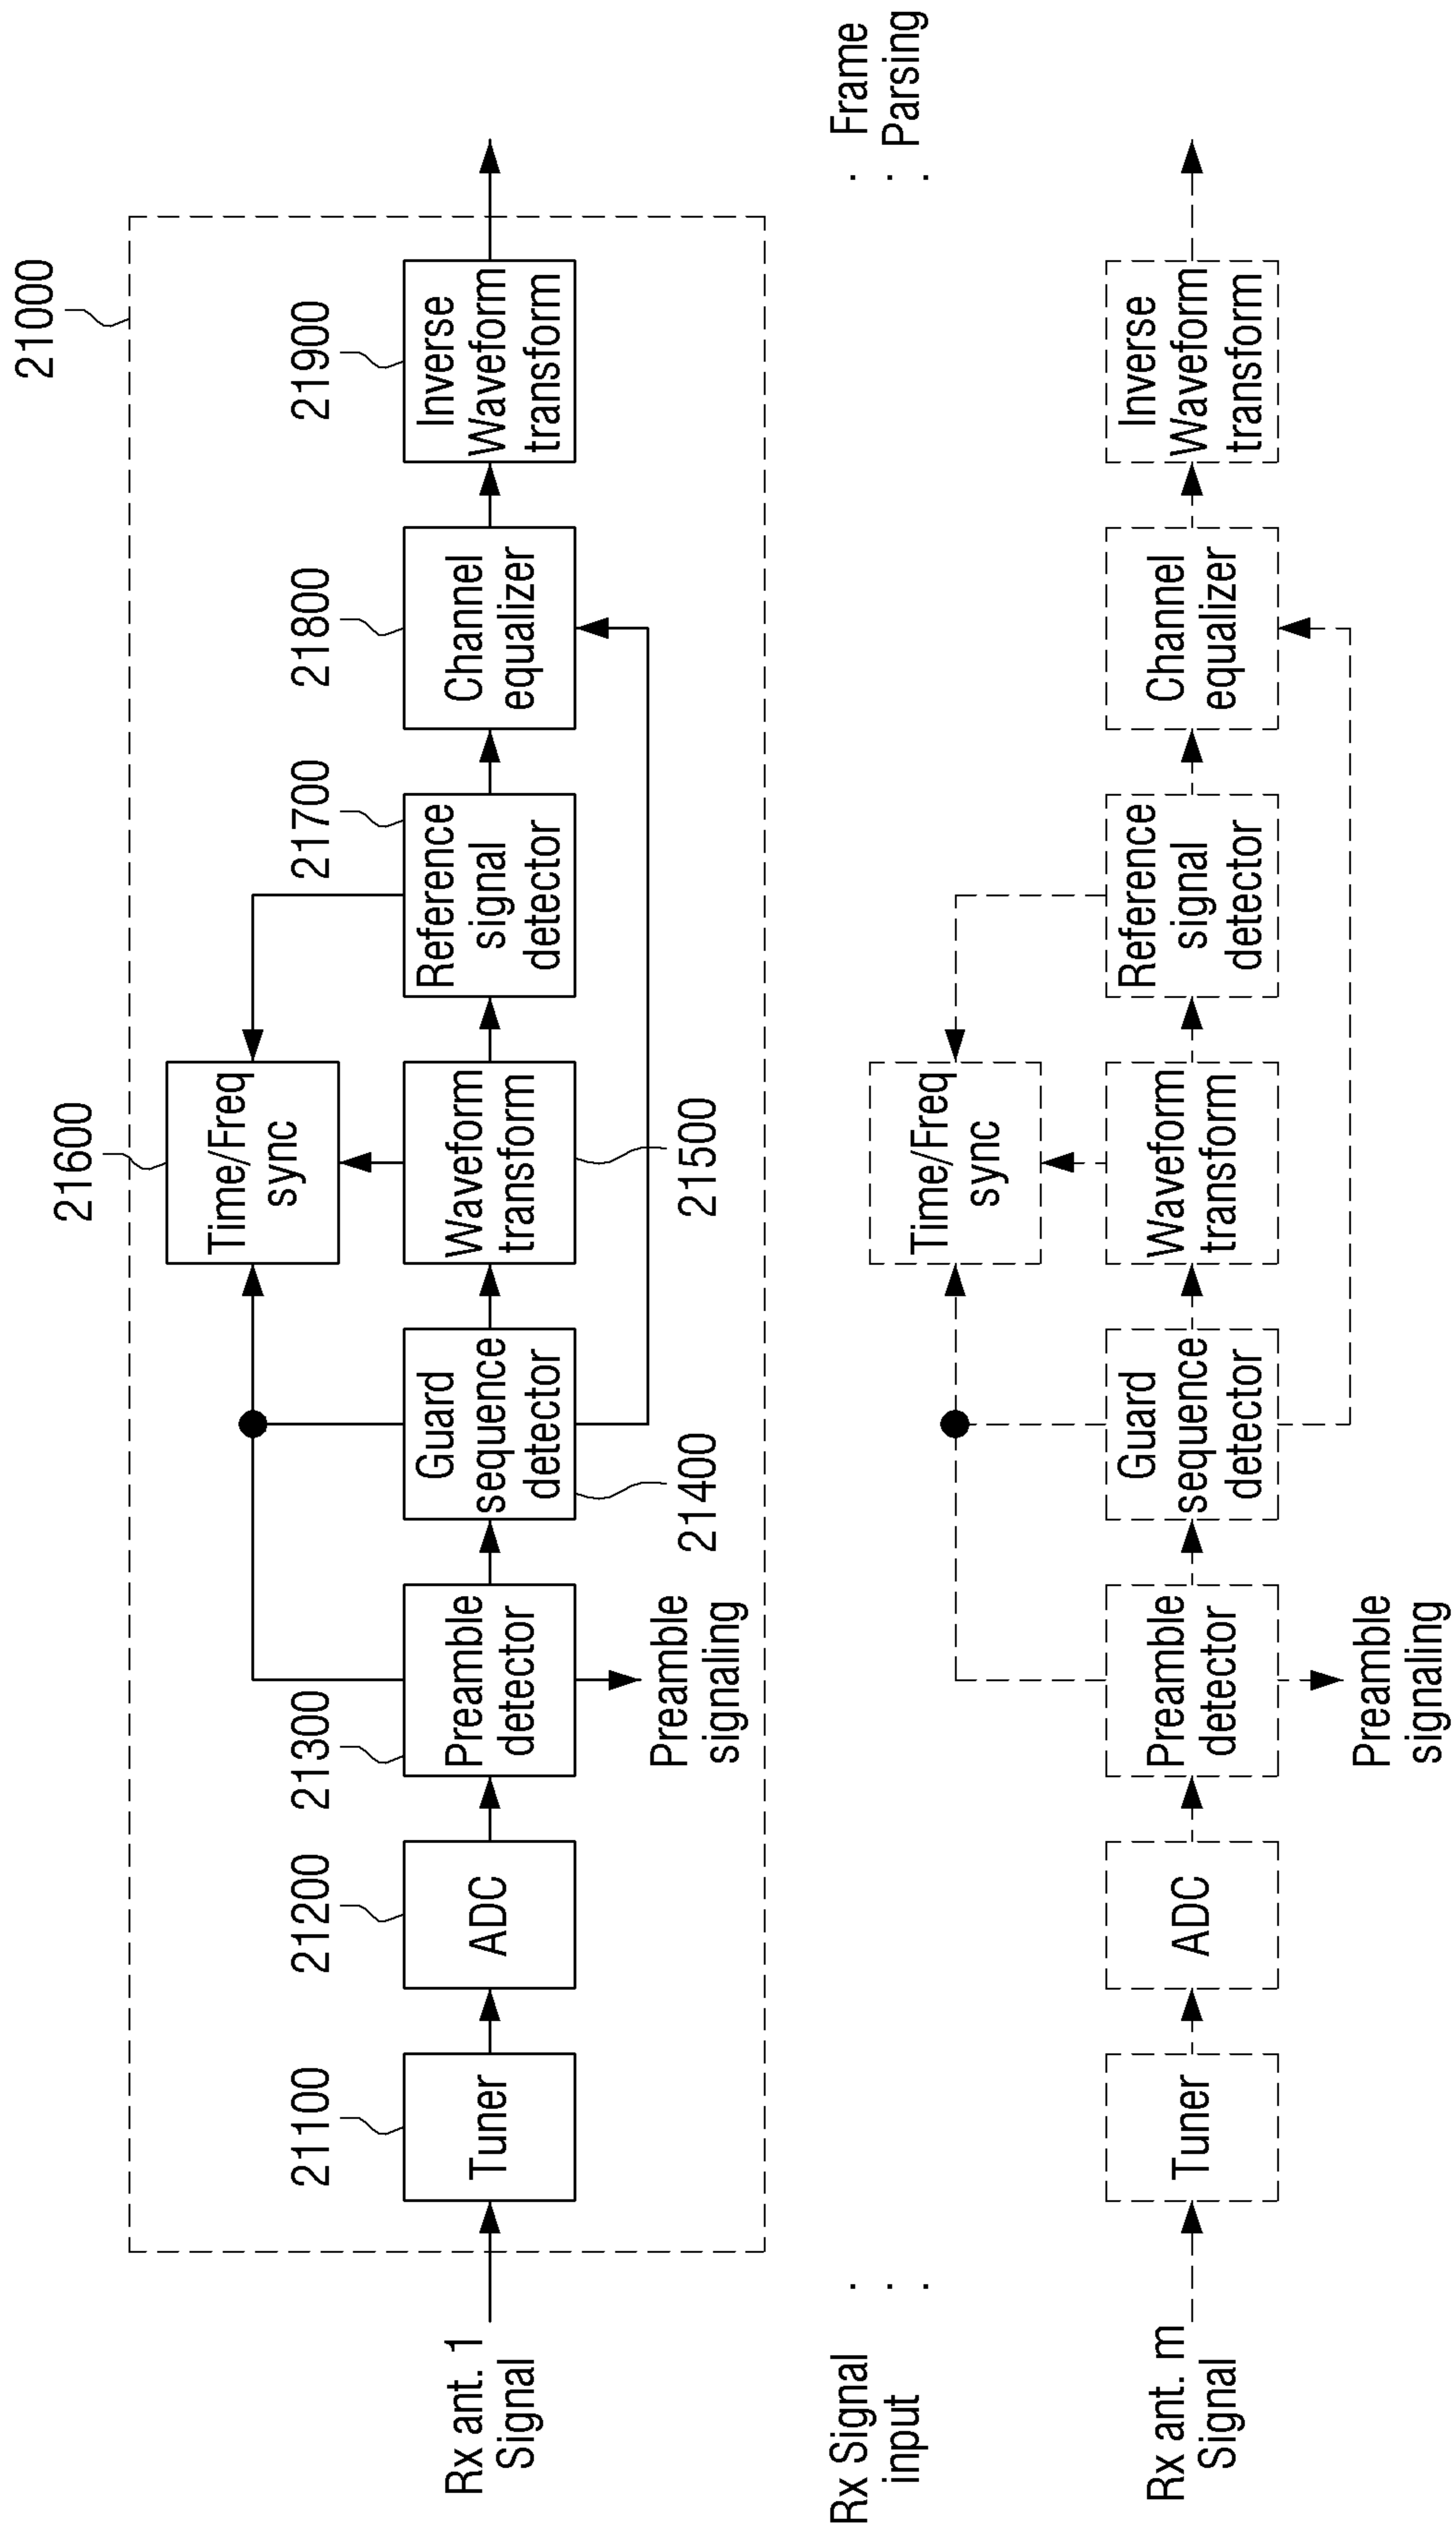 21000
21600
Time/Freq
sync
21100
21200
21300
21700
21800
21900
Rx ant. 1
Signal
Tuner
ADC
Preamble
detector
Guard
sequence
detector
Waveform
transform
Reference
signal
detector
Channel
equalizer
Inverse
Waveform
transform
Preamble
signaling
21400
21500
Rx Signal
input
Frame
Parsing
Time/Freq
sync
Rx ant. m
Signal
Tuner
ADC
Preamble
detector
Guard
sequence
detector
Waveform
transform
Reference
signal
detector
Channel
equalizer
Inverse
Waveform
transform
Preamble
signaling